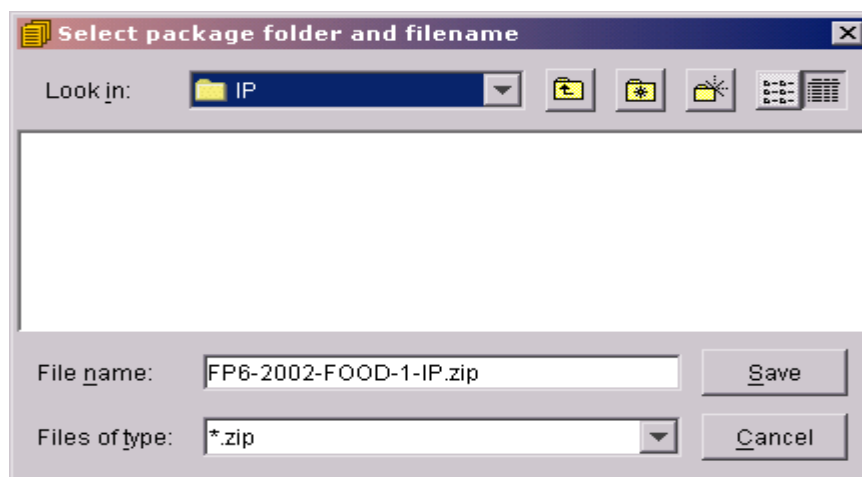 Select package folder and filename
Look in: IP
File name: FP6-2002-FOOD-1-IP.zip Save
Files of type: *.zip Cancel